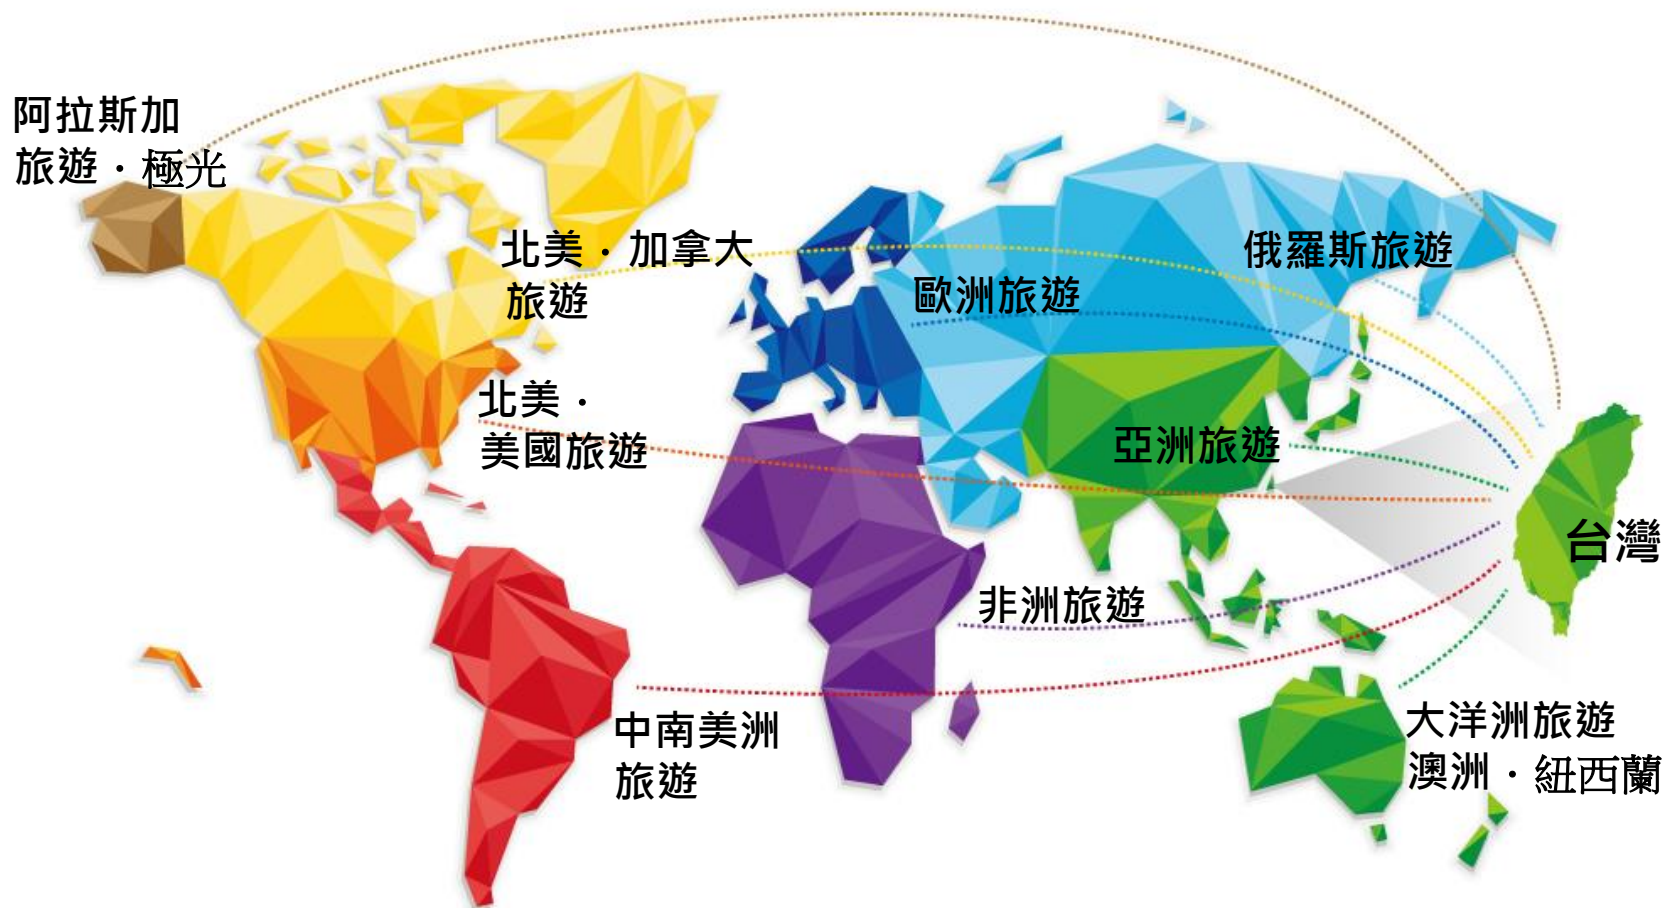 阿拉斯加
旅遊．極光
北美．加拿大
旅遊
俄羅斯旅遊
歐洲旅遊
北美．
美國旅遊
亞洲旅遊
台灣
非洲旅遊
中南美洲
旅遊
大洋洲旅遊
澳洲．紐西蘭